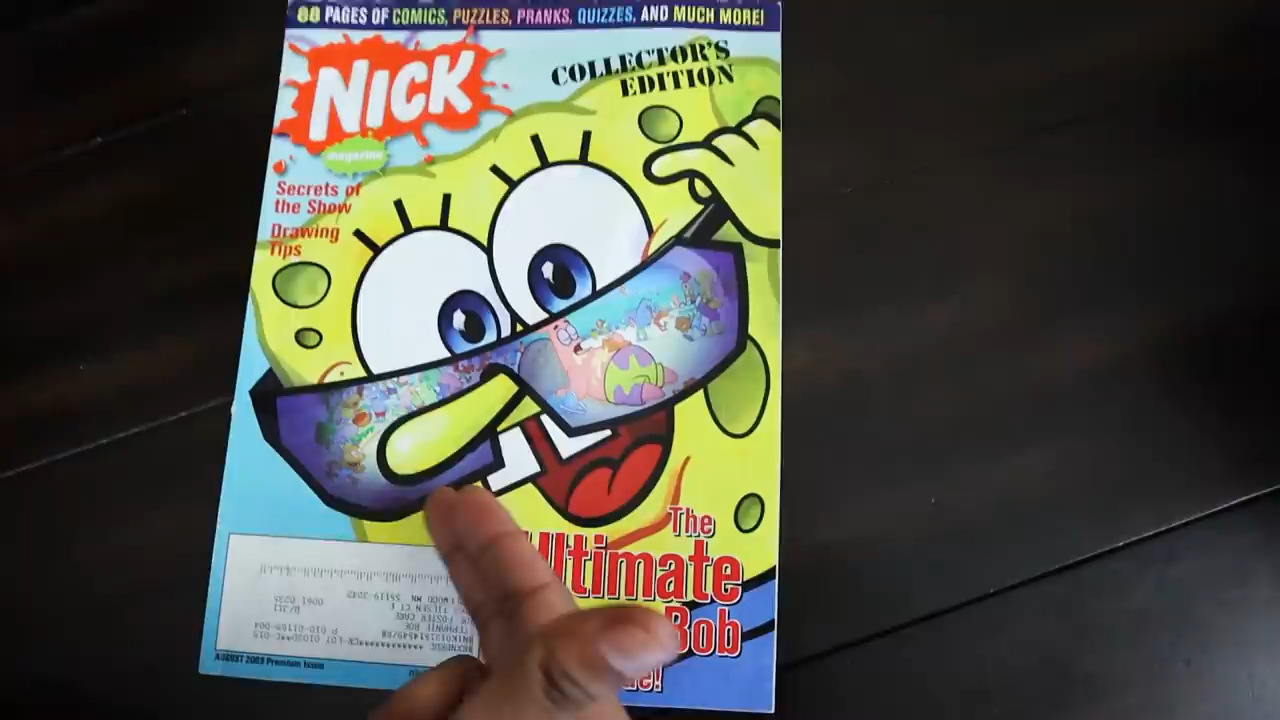 88 PAGES OF COMICS, PUZZLES, PRANKS, QUIZZES, AND MUCH MORE!
NICK
magazine
COLLECTOR'S
EDITION
Secrets of
the Show
Drawing
Tips
The
Ultimate
Bob
AUGUST 2003 Premium Issue